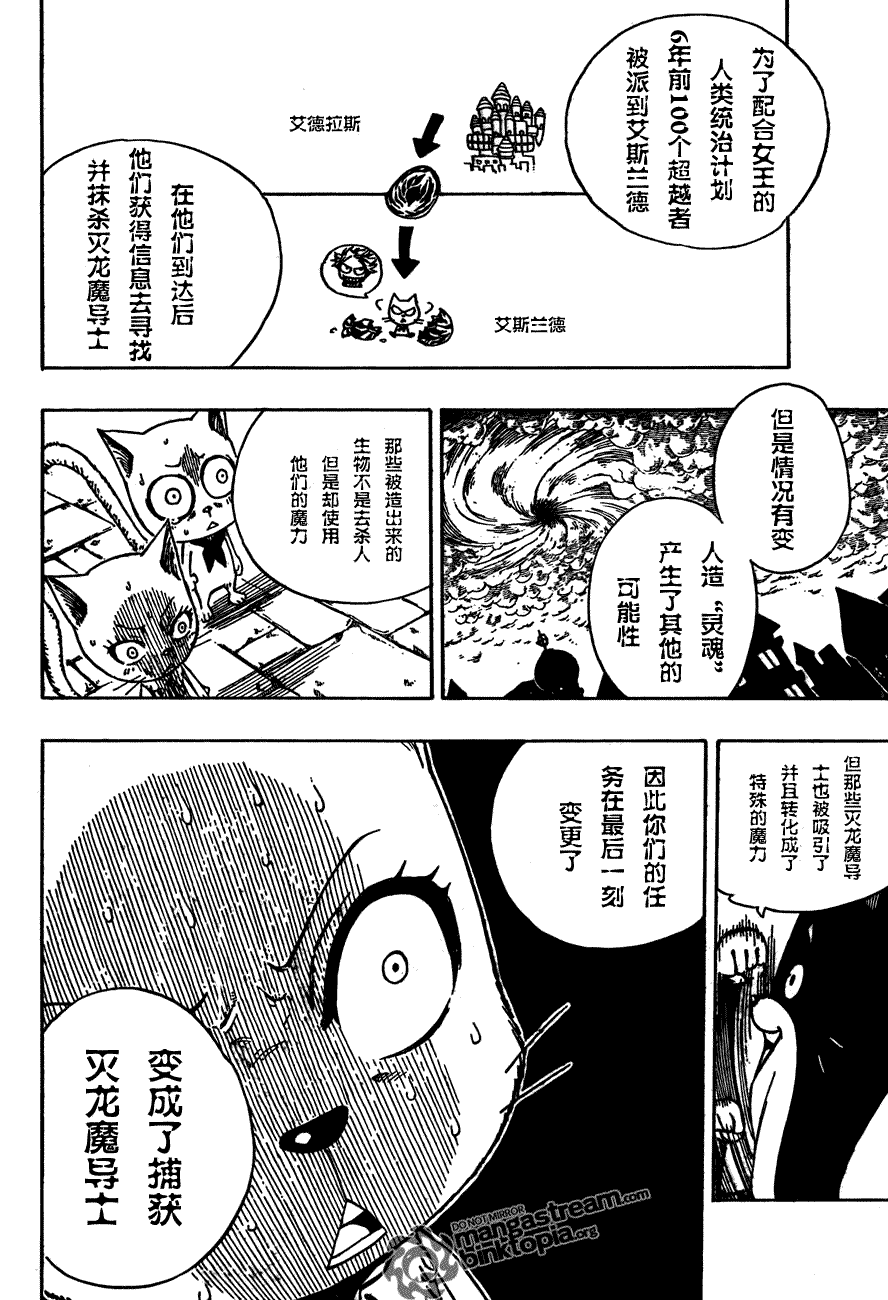 为了配合女王的
人类统治计划
6年前100个超越者
被派到艾斯兰德
艾德拉斯
艾斯兰德
在他们到达后
他们获得信息去寻找
并抹杀灭龙魔导士
但是情况有变
人造“灵魂”
产生了其他的
可能性
那些被造出来的
生物不是去杀人
但是却使用
他们的魔力
但那些灭龙魔导
士也被吸引了
并且转化成了
特殊的魔力
因此你们的任
务在最后一刻
变更了
变成了捕获
灭龙魔导士
DO NOT MIRROR
mangastream.com
binktopia.org